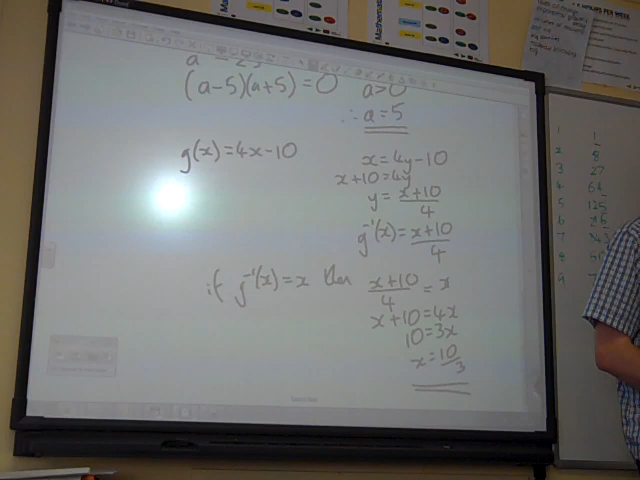 (a-5)(a+5)=0
a>0
∴ a=5
g(x)=4x-10
x=4y-10
x+10=4y
y=x+10/4
g⁻¹(x)=x+10/4
if g⁻¹(x)=x then x+10/4=x
x+10=4x
10=3x
x=10/3
1 1
2 8
3 27
4 64
5 125
6
7
8
9